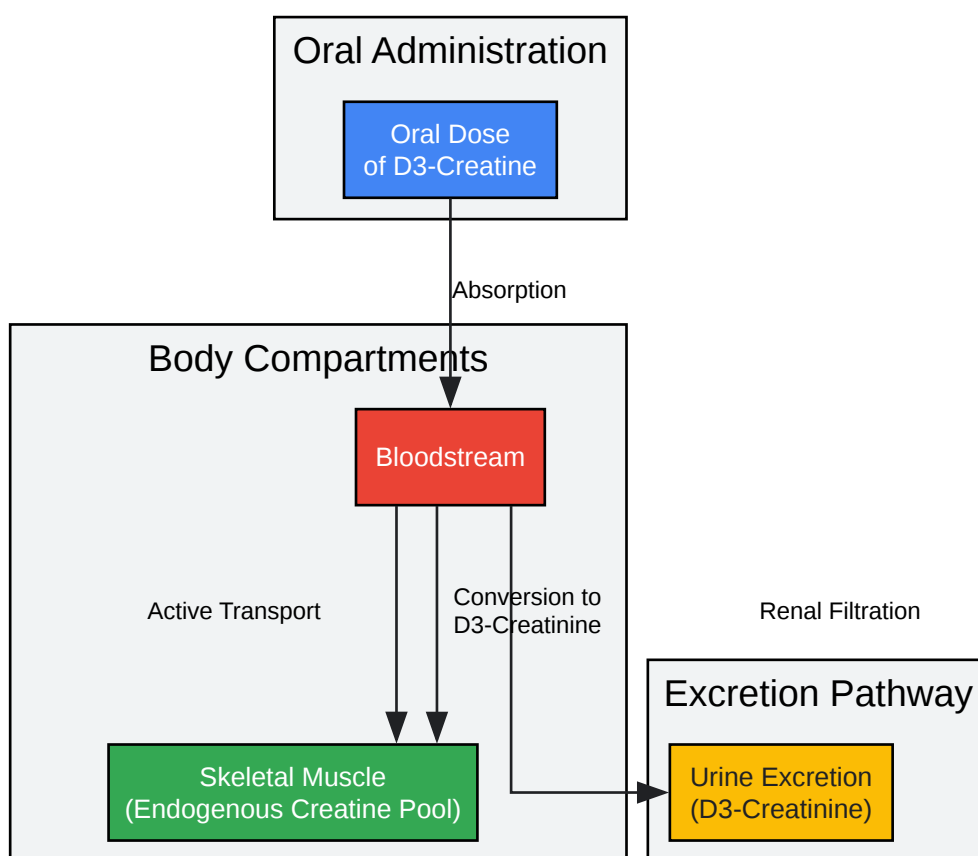 Oral Administration
Oral Dose
of D3-Creatine
Absorption
Body Compartments
Bloodstream
Active Transport
Conversion to
D3-Creatinine
Renal Filtration
Excretion Pathway
Skeletal Muscle
(Endogenous Creatine Pool)
Urine Excretion
(D3-Creatinine)